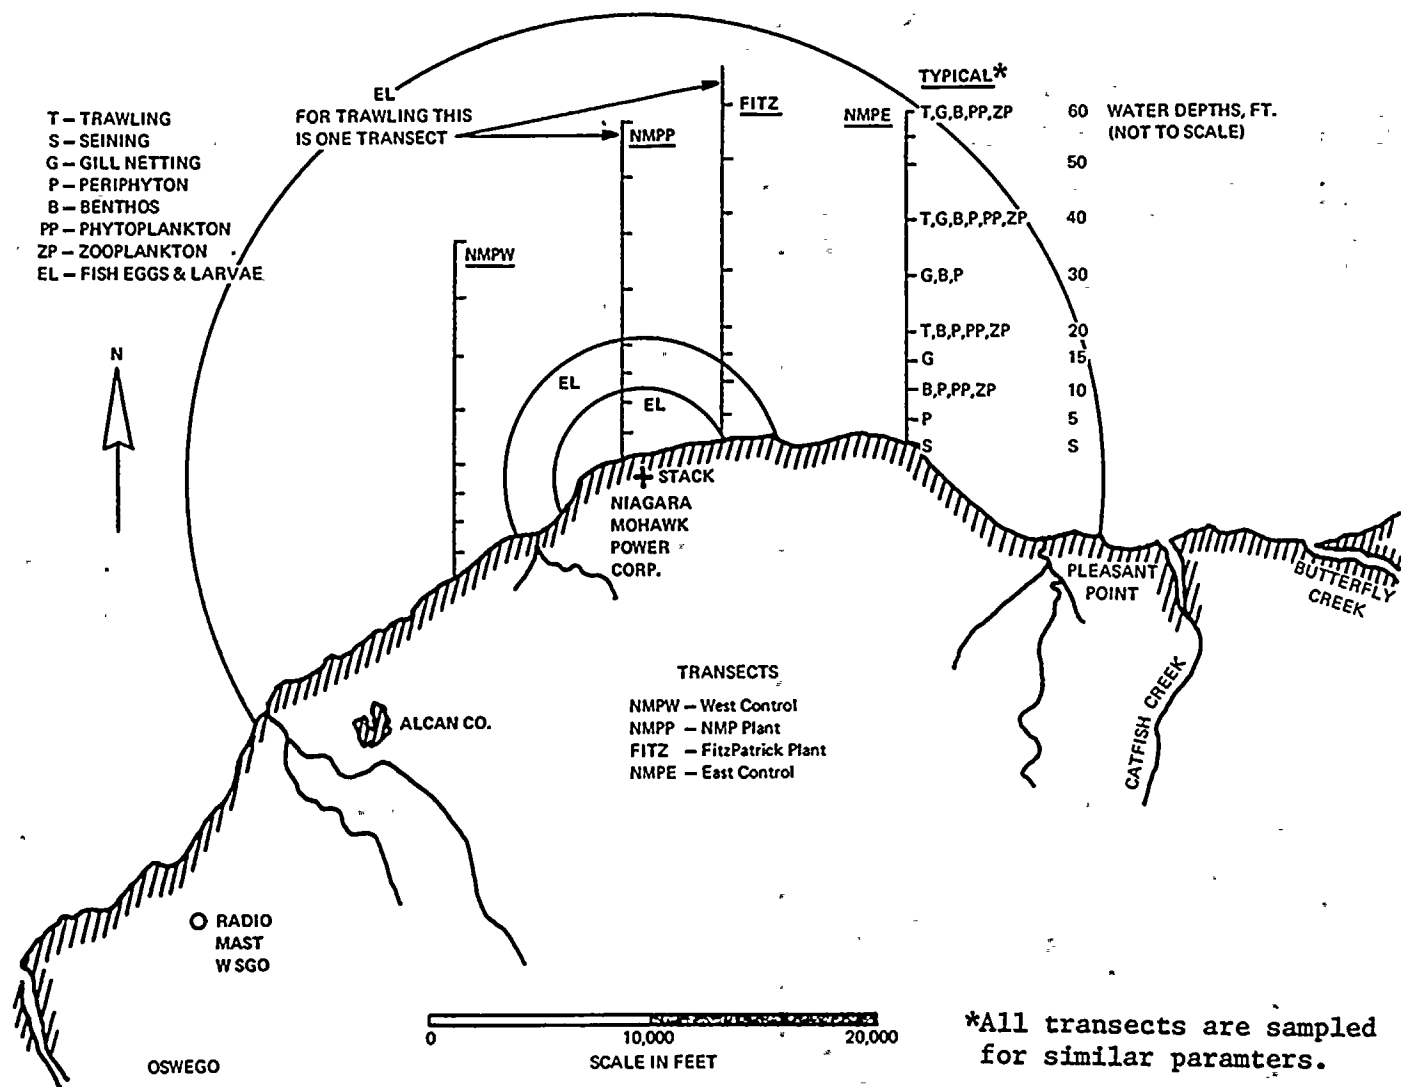 TYPICAL*
EL
FOR TRAWLING THIS
IS ONE TRANSECT
T – TRAWLING
S – SEINING
G – GILL NETTING
P – PERIPHYTON
B – BENTHOS
PP – PHYTOPLANKTON
ZP – ZOOPLANKTON
EL – FISH EGGS & LARVAE
NMPW
NMPP
FITZ
NMPE
T,G,B,PP,ZP 60 WATER DEPTHS, FT.
(NOT TO SCALE)
50
T,G,B,P,PP,ZP 40
G,B,P 30
T,B,P,PP,ZP 20
G 15
B,P,PP,ZP 10
P 5
S S
N
EL
EL
STACK
NIAGARA
MOHAWK
POWER
CORP.
PLEASANT
POINT
BUTTERFLY
CREEK
CATFISH CREEK
ALCAN CO.
TRANSECTS
NMPW – West Control
NMPP – NMP Plant
FITZ – FitzPatrick Plant
NMPE – East Control
RADIO
MAST
WSGO
OSWEGO
0 10,000 20,000
SCALE IN FEET
*All transects are sampled
for similar paramters.